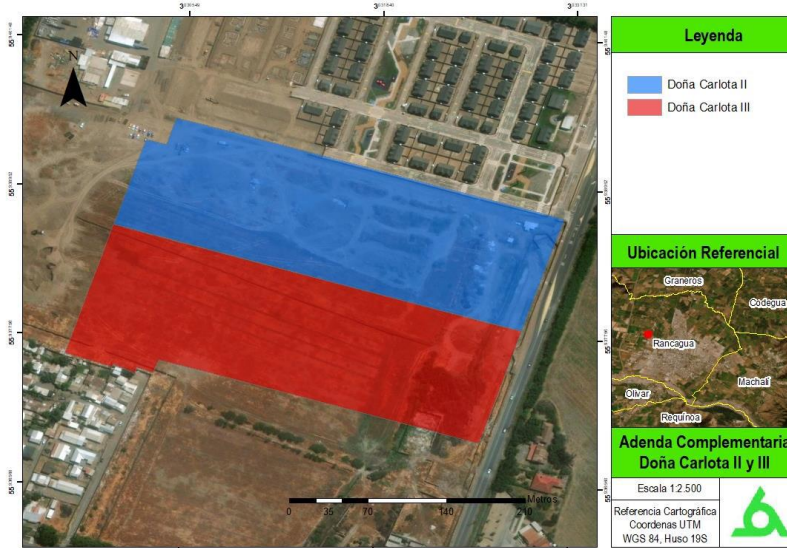 N
Metros
0 35 70 140 210
Leyenda
Doña Carlota II
Doña Carlota III
Ubicación Referencial
Graneros
Codegua
Rancagua
Machalí
Olivar
Requínoa
Adenda Complementaria
Doña Carlota II y III
Escala 1:2.500
Referencia Cartográfica
Coordenas UTM
WGS 84, Huso 19S